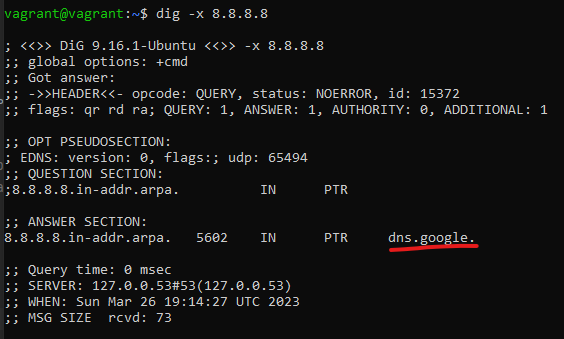 vagrant@vagrant:~$ dig -x 8.8.8.8
; <<>> DiG 9.16.1-Ubuntu <<>> -x 8.8.8.8
;; global options: +cmd
;; Got answer:
;; ->>HEADER<<- opcode: QUERY, status: NOERROR, id: 15372
;; flags: qr rd ra; QUERY: 1, ANSWER: 1, AUTHORITY: 0, ADDITIONAL: 1
;; OPT PSEUDOSECTION:
; EDNS: version: 0, flags:; udp: 65494
;; QUESTION SECTION:
;8.8.8.8.in-addr.arpa. IN PTR
;; ANSWER SECTION:
8.8.8.8.in-addr.arpa. 5602 IN PTR dns.google.
;; Query time: 0 msec
;; SERVER: 127.0.0.53#53(127.0.0.53)
;; WHEN: Sun Mar 26 19:14:27 UTC 2023
;; MSG SIZE rcvd: 73